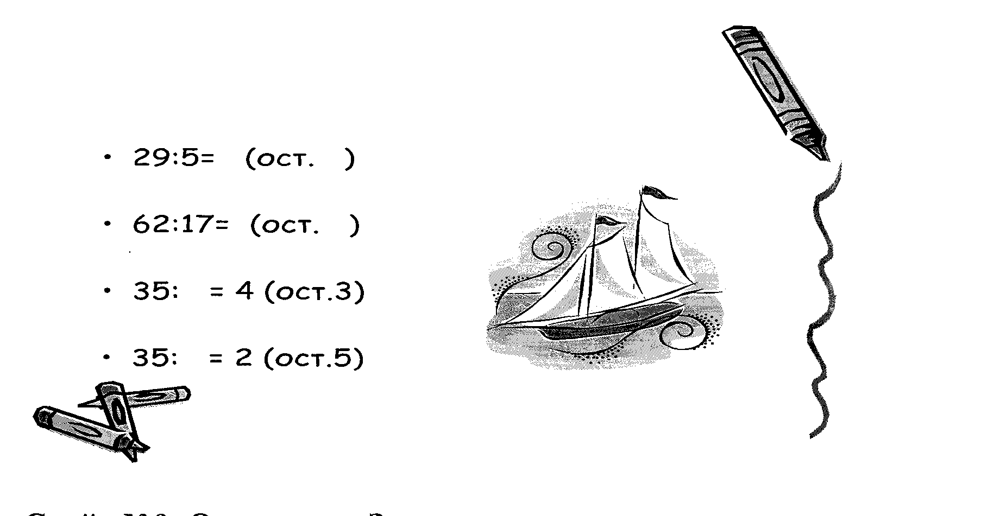 • 29:5= (ост. )
• 62:17= (ост. )
• 35: = 4 (ост.3)
• 35: = 2 (ост.5)